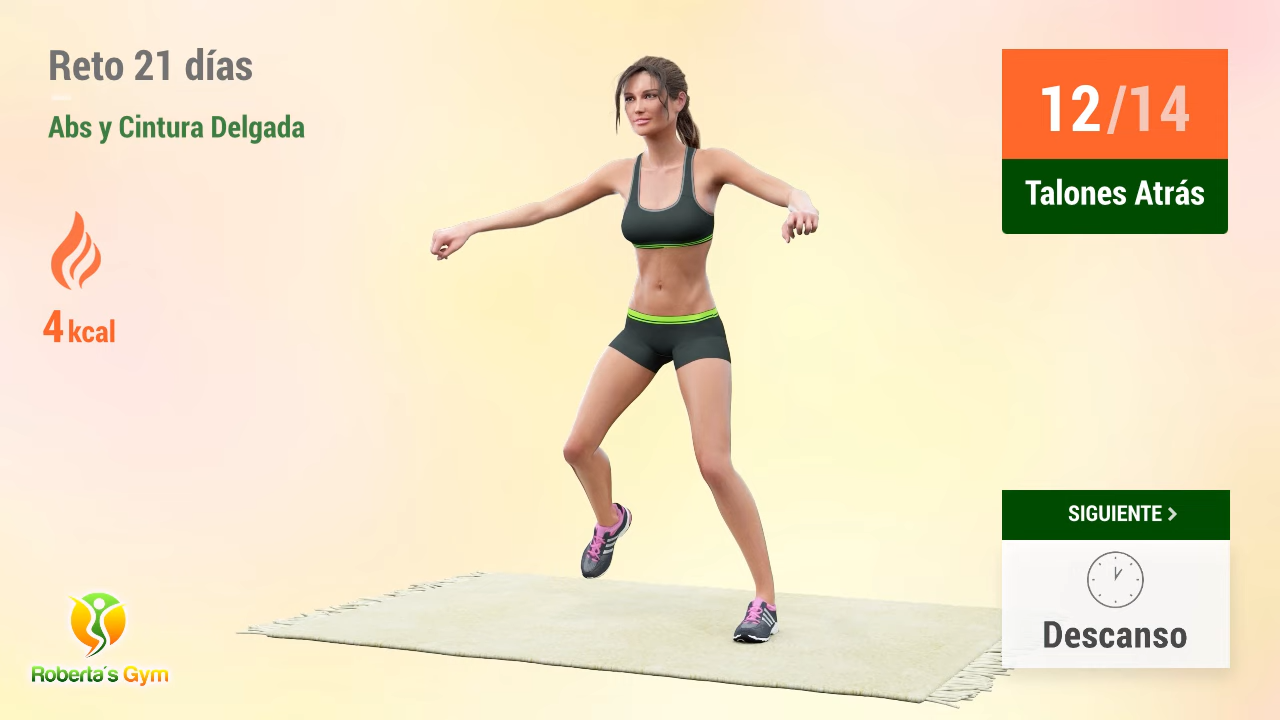 Reto 21 días
Abs y Cintura Delgada
4 kcal
12/14
Talones Atrás
SIGUIENTE >
Descanso
Roberta´s Gym